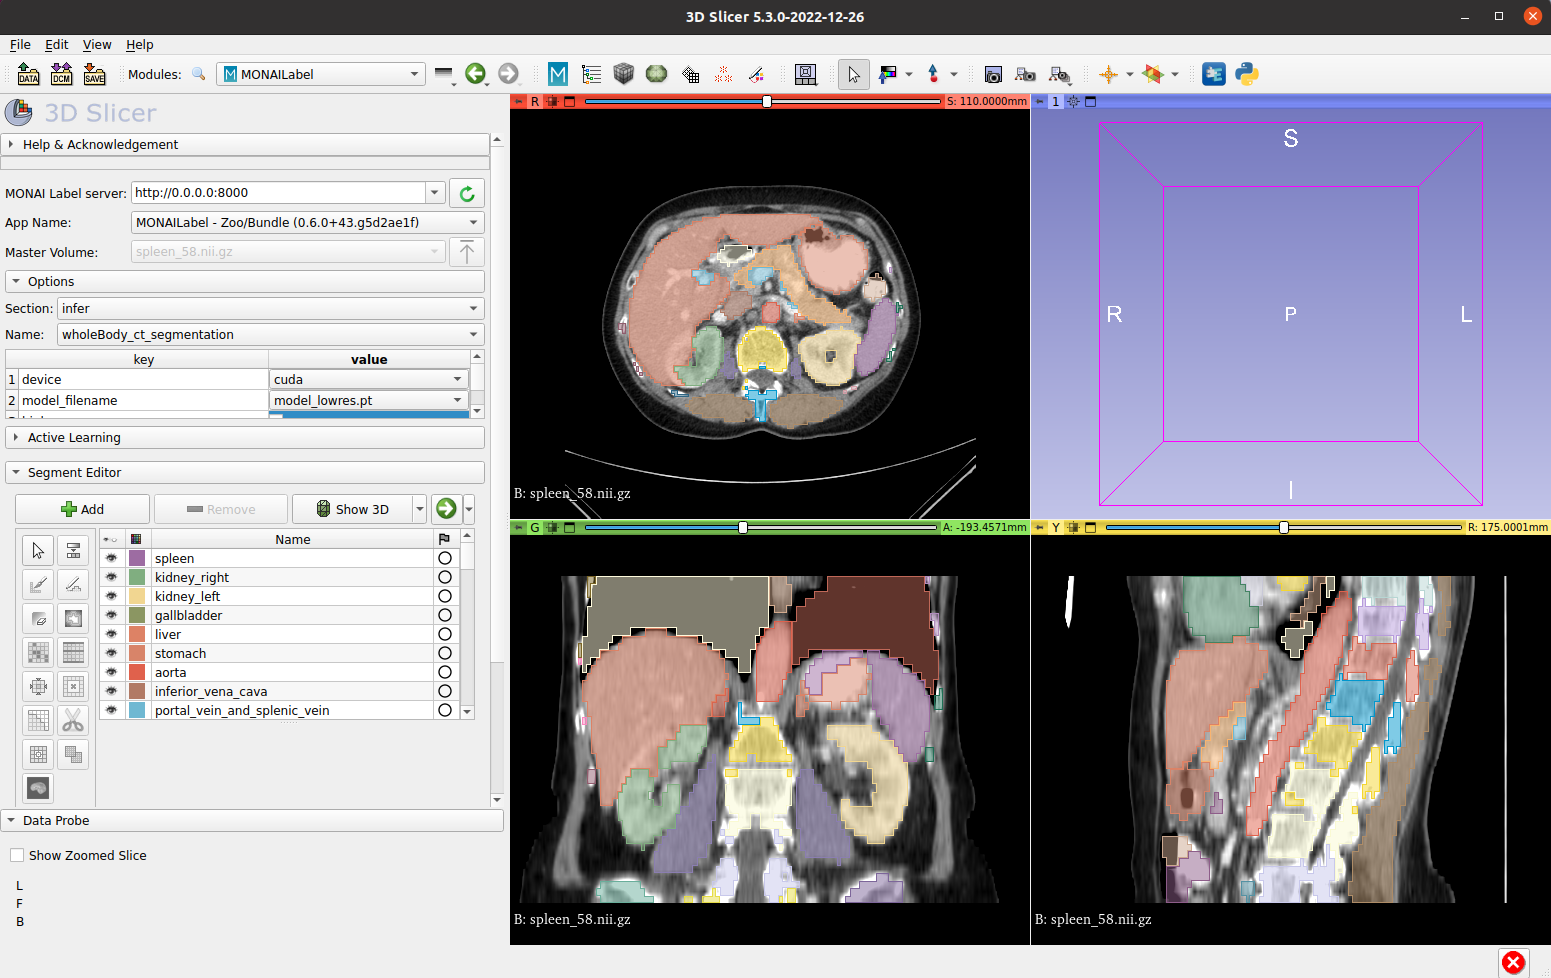 3D Slicer 5.3.0-2022-12-26
File Edit View Help
DATA DCM SAVE Modules: M MONAILabel M
3D Slicer
Help & Acknowledgement
MONAI Label server: http://0.0.0.0:8000
App Name: MONAILabel - Zoo/Bundle (0.6.0+43.g5d2ae1f)
Master Volume: spleen_58.nii.gz
Options
Section: infer
Name: wholeBody_ct_segmentation
key value
1 device cuda
2 model_filename model_lowres.pt
Active Learning
Segment Editor
Add Remove Show 3D
Name
spleen
kidney_right
kidney_left
gallbladder
liver
stomach
aorta
inferior_vena_cava
portal_vein_and_splenic_vein
Data Probe
Show Zoomed Slice
L
F
B
R S: 110.0000mm
B: spleen_58.nii.gz
1
S
R P L
I
G A: -193.4571mm
B: spleen_58.nii.gz
Y R: 175.0001mm
B: spleen_58.nii.gz